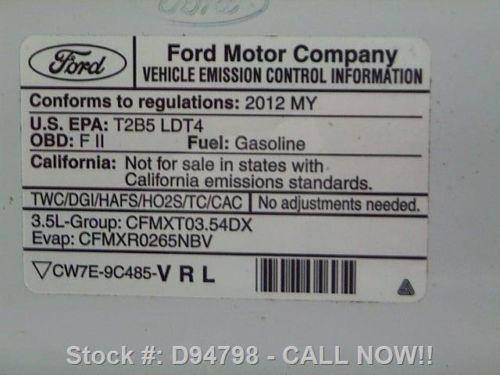 Ford
Ford Motor Company
VEHICLE EMISSION CONTROL INFORMATION
Conforms to regulations: 2012 MY
U.S. EPA: T2B5 LDT4
OBD: F II Fuel: Gasoline
California: Not for sale in states with
California emissions standards.
TWC/DGI/HAFS/HO2S/TC/CAC No adjustments needed.
3.5L-Group: CFMXT03.54DX
Evap: CFMXR0265NBV
CW7E-9C485-V R L
Stock #: D94798 - CALL NOW!!